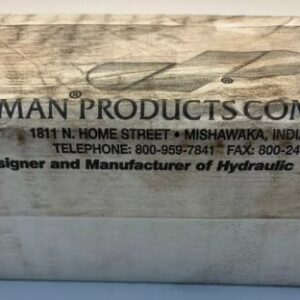 MAN® PRODUCTS COM
1811 N. HOME STREET • MISHAWAKA, INDIA
TELEPHONE: 800-959-7841 FAX: 800-24
signer and Manufacturer of Hydraulic